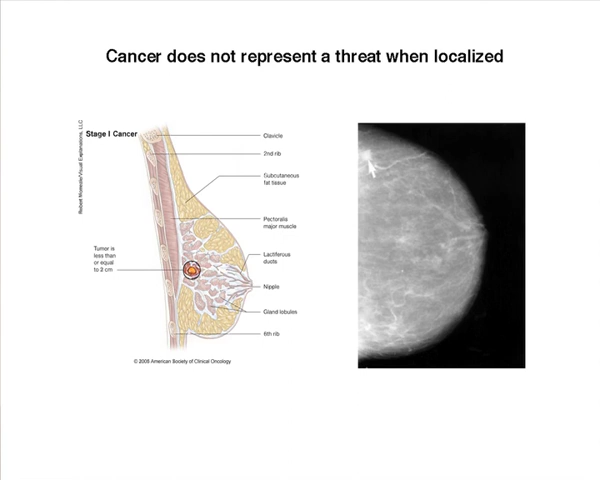 Cancer does not represent a threat when localized
Robert Morreale/Visual Explanations, LLC
Stage I Cancer
Clavicle
2nd rib
Subcutaneous
fat tissue
Pectoralis
major muscle
Tumor is
less than
or equal
to 2 cm
Lactiferous
ducts
Nipple
Gland lobules
6th rib
© 2005 American Society of Clinical Oncology